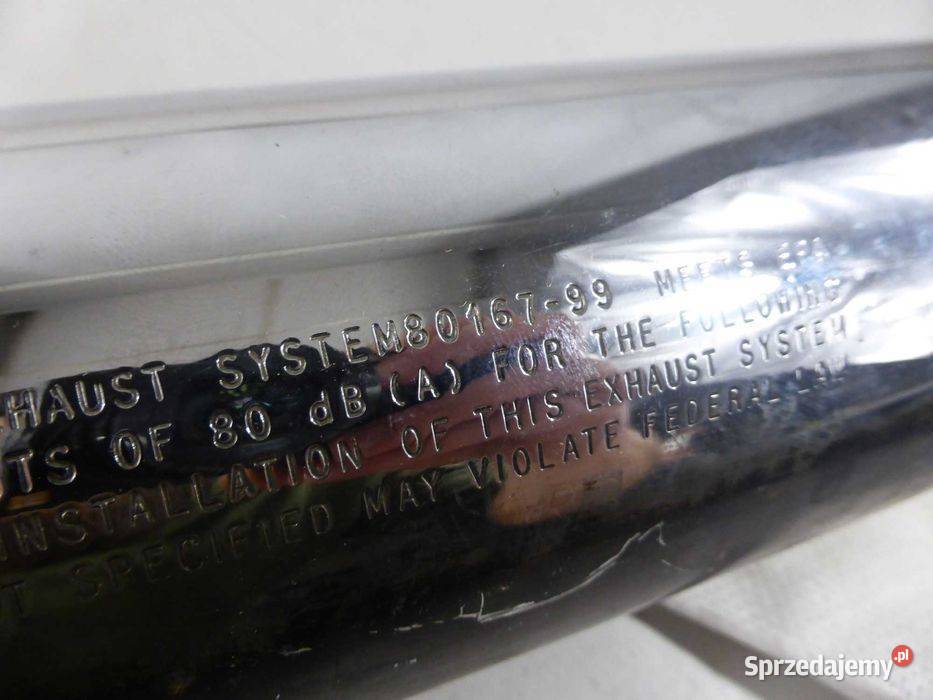 HAUST SYSTEM80167-99 MEETS EPA
TS OF 80 dB(A) FOR THE FOLLOWING
INSTALLATION OF THIS EXHAUST SYSTEM
T SPECIFIED MAY VIOLATE FEDERAL LAW
Sprzedajemy.pl